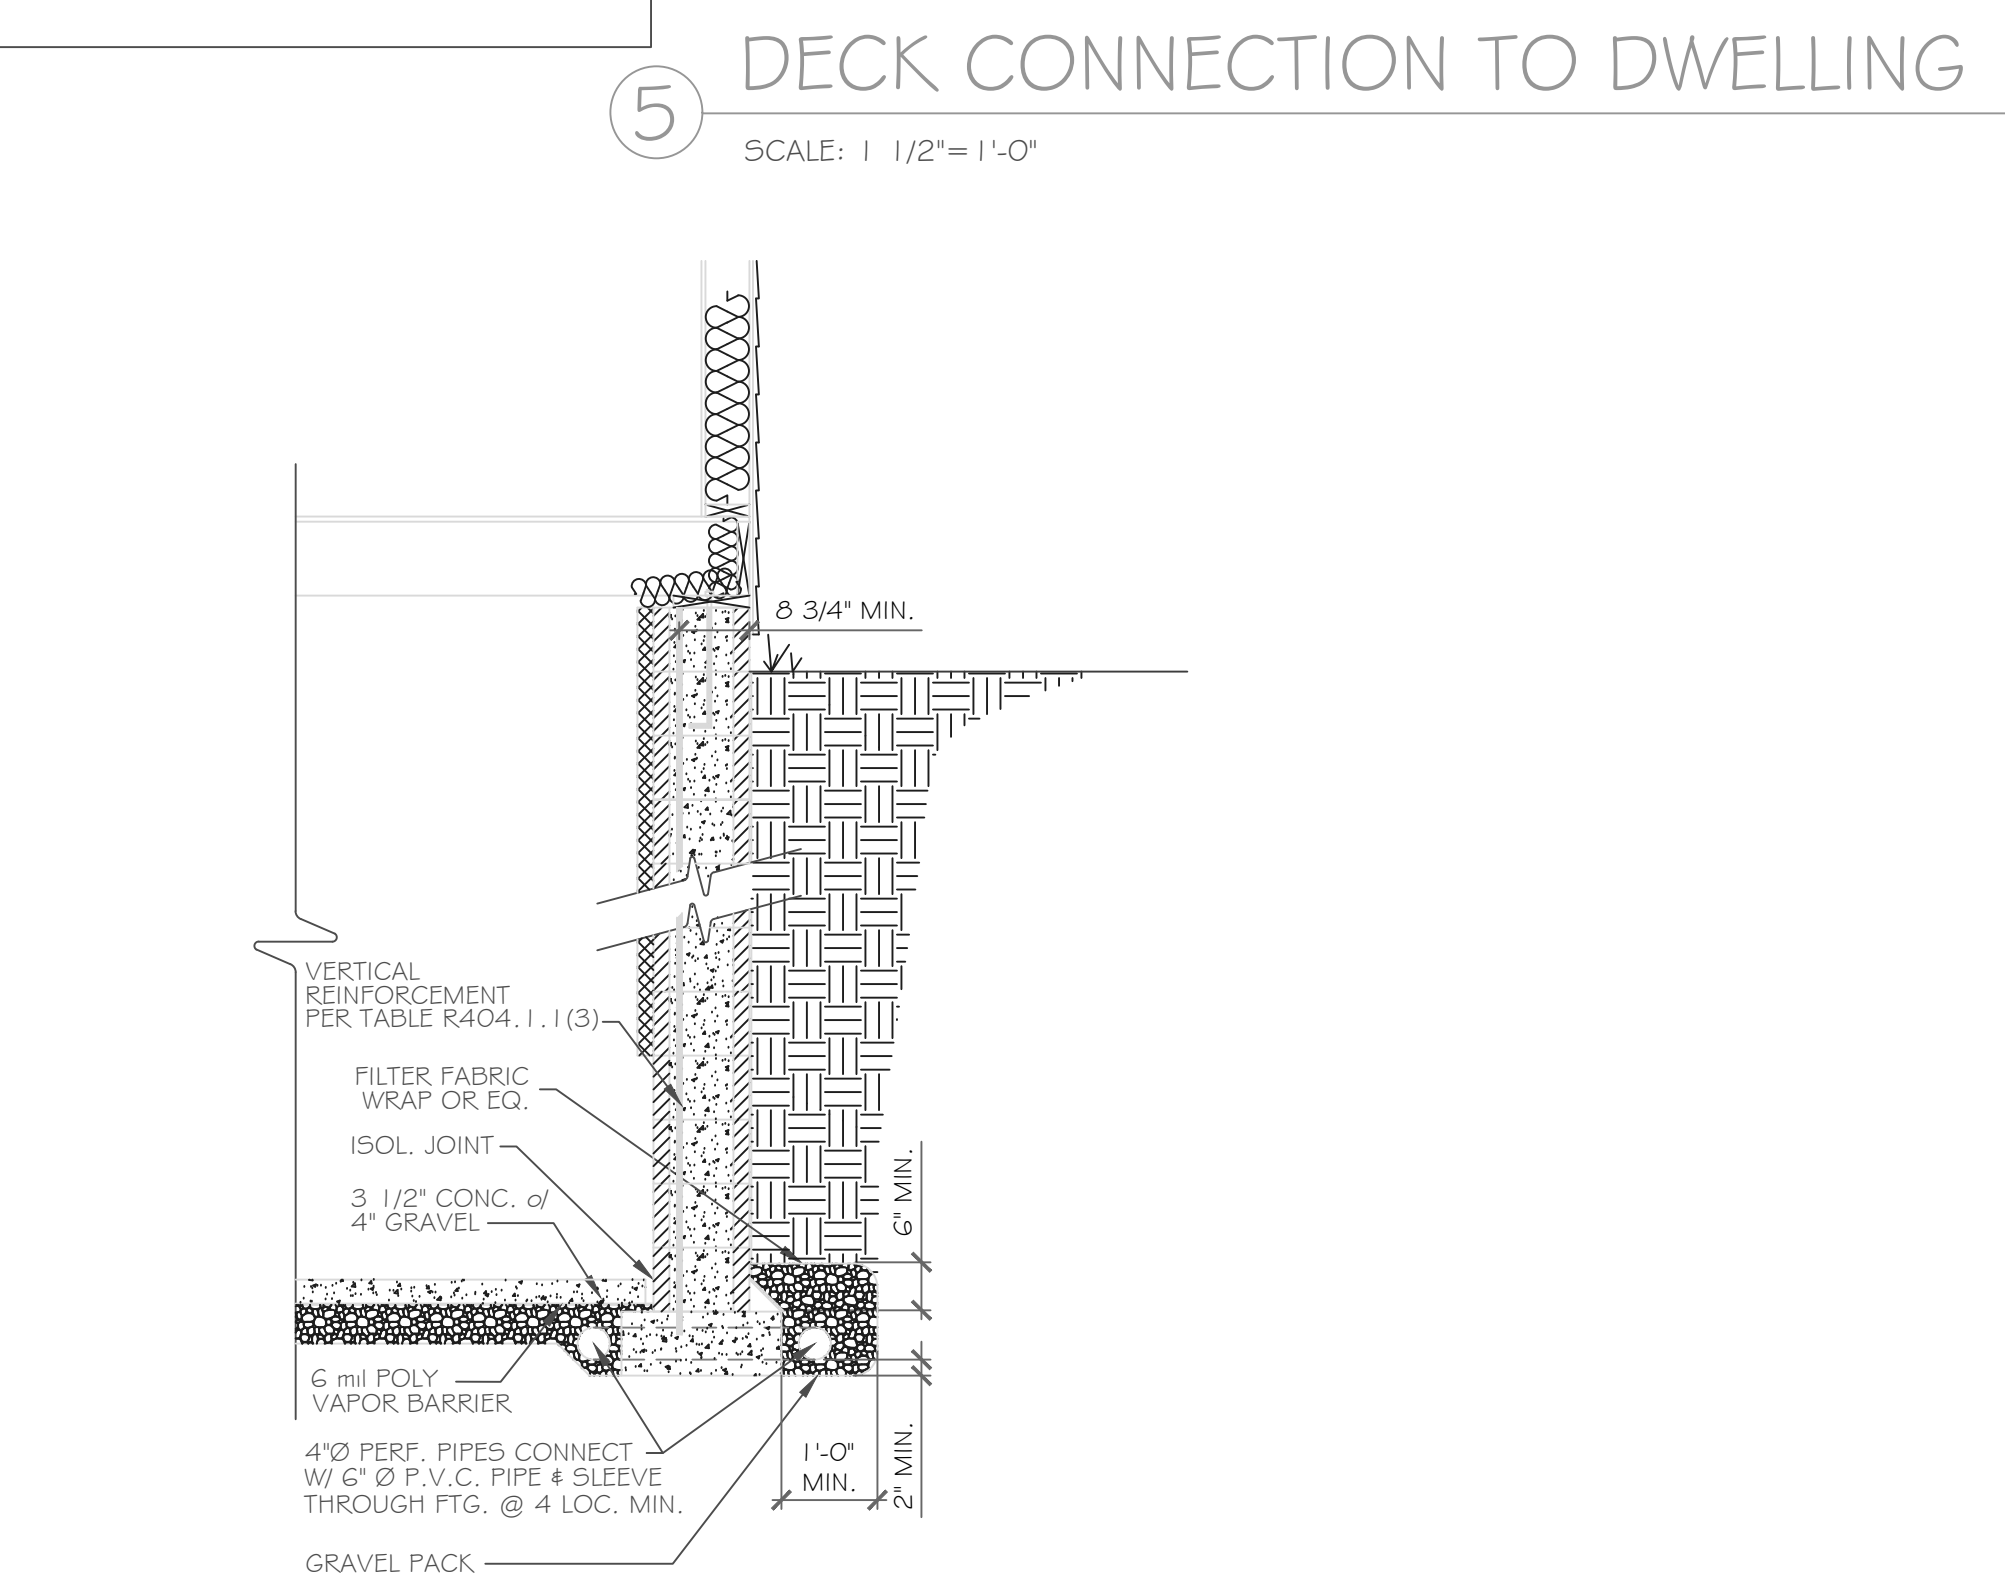 DECK CONNECTION TO DWELLING
5
SCALE: 1 1/2"=1'-0"
8 3/4" MIN.
VERTICAL
REINFORCEMENT
PER TABLE R404.1.1(3)
FILTER FABRIC
WRAP OR EQ.
ISOL. JOINT
6" MIN.
3 1/2" CONC. o/
4" GRAVEL
6 mil POLY
VAPOR BARRIER
4"Ø PERF. PIPES CONNECT
W/ 6" Ø P.V.C. PIPE & SLEEVE
THROUGH FTG. @ 4 LOC. MIN.
1'-0"
MIN.
2" MIN.
GRAVEL PACK